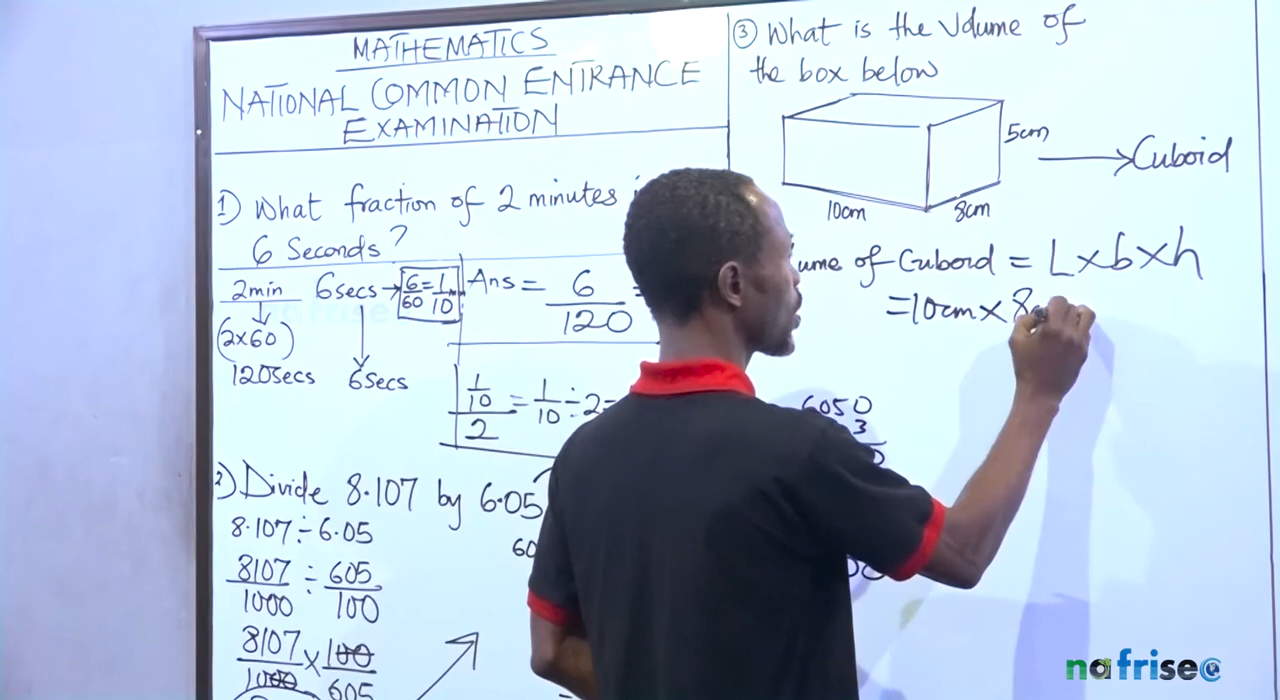 MATHEMATICS
NATIONAL COMMON ENTRANCE
EXAMINATION
1) What fraction of 2 minutes
6 Seconds?
2min 6secs → 6/60 = 1/10
(2×60)
120secs 6secs
Ans = 6/120 =
1/10 / 2 = 1/10 ÷ 2 =
2) Divide 8.107 by 6.05
8.107 ÷ 6.05
8107/1000 ÷ 605/100
8107/1000 × 100/605
60
6050
3
③ What is the Volume of
the box below
5cm
10cm 8cm
→ Cuboid
ume of Cuboid = L×b×h
= 10cm × 8
nafrisec